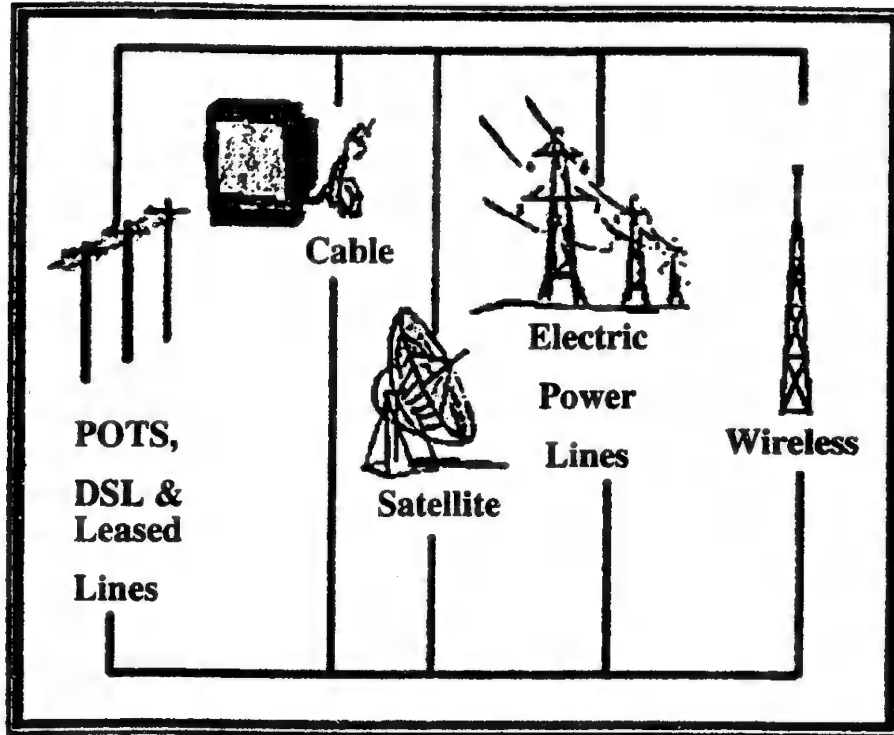 Cable
Electric
Power
Lines
POTS,
DSL &
Leased
Lines
Satellite
Wireless